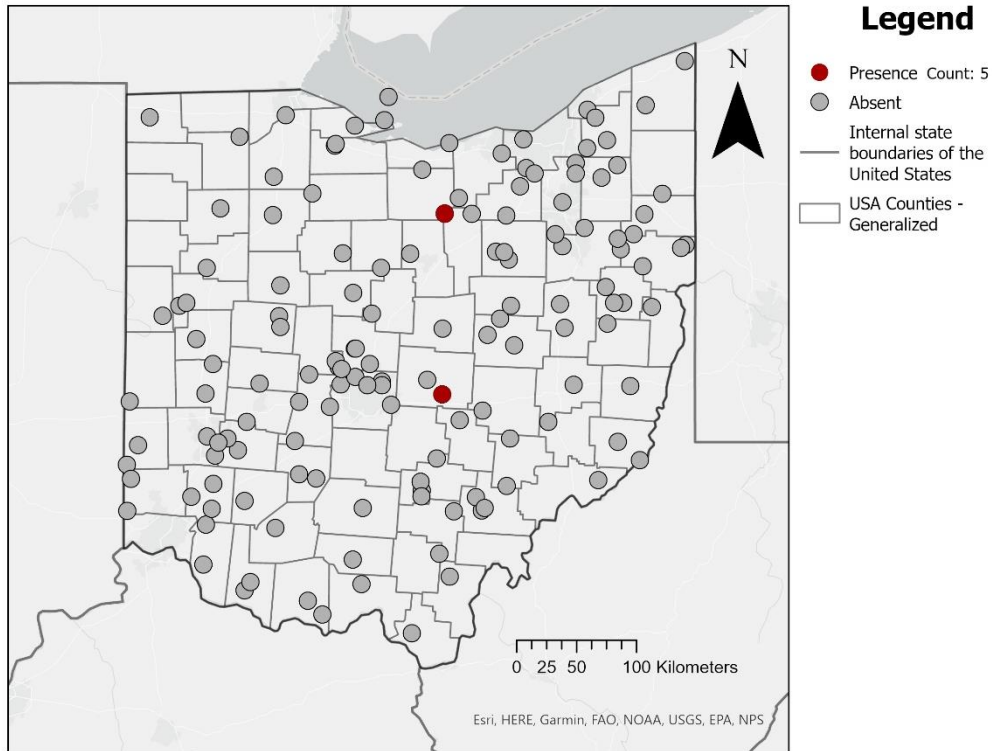 Legend
N
Presence Count: 5
Absent
Internal state
boundaries of the
United States
USA Counties -
Generalized
0 25 50 100 Kilometers
Esri, HERE, Garmin, FAO, NOAA, USGS, EPA, NPS